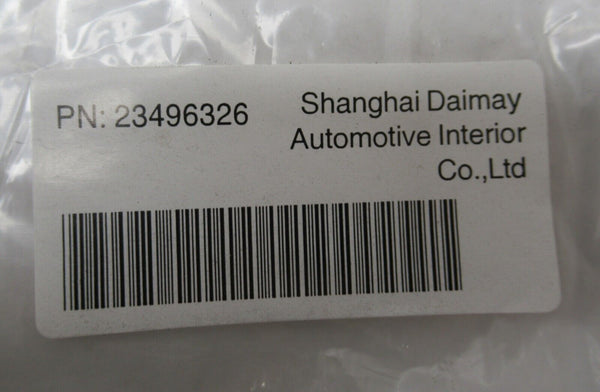 PN: 23496326
Shanghai Daimay
Automotive Interior
Co.,Ltd